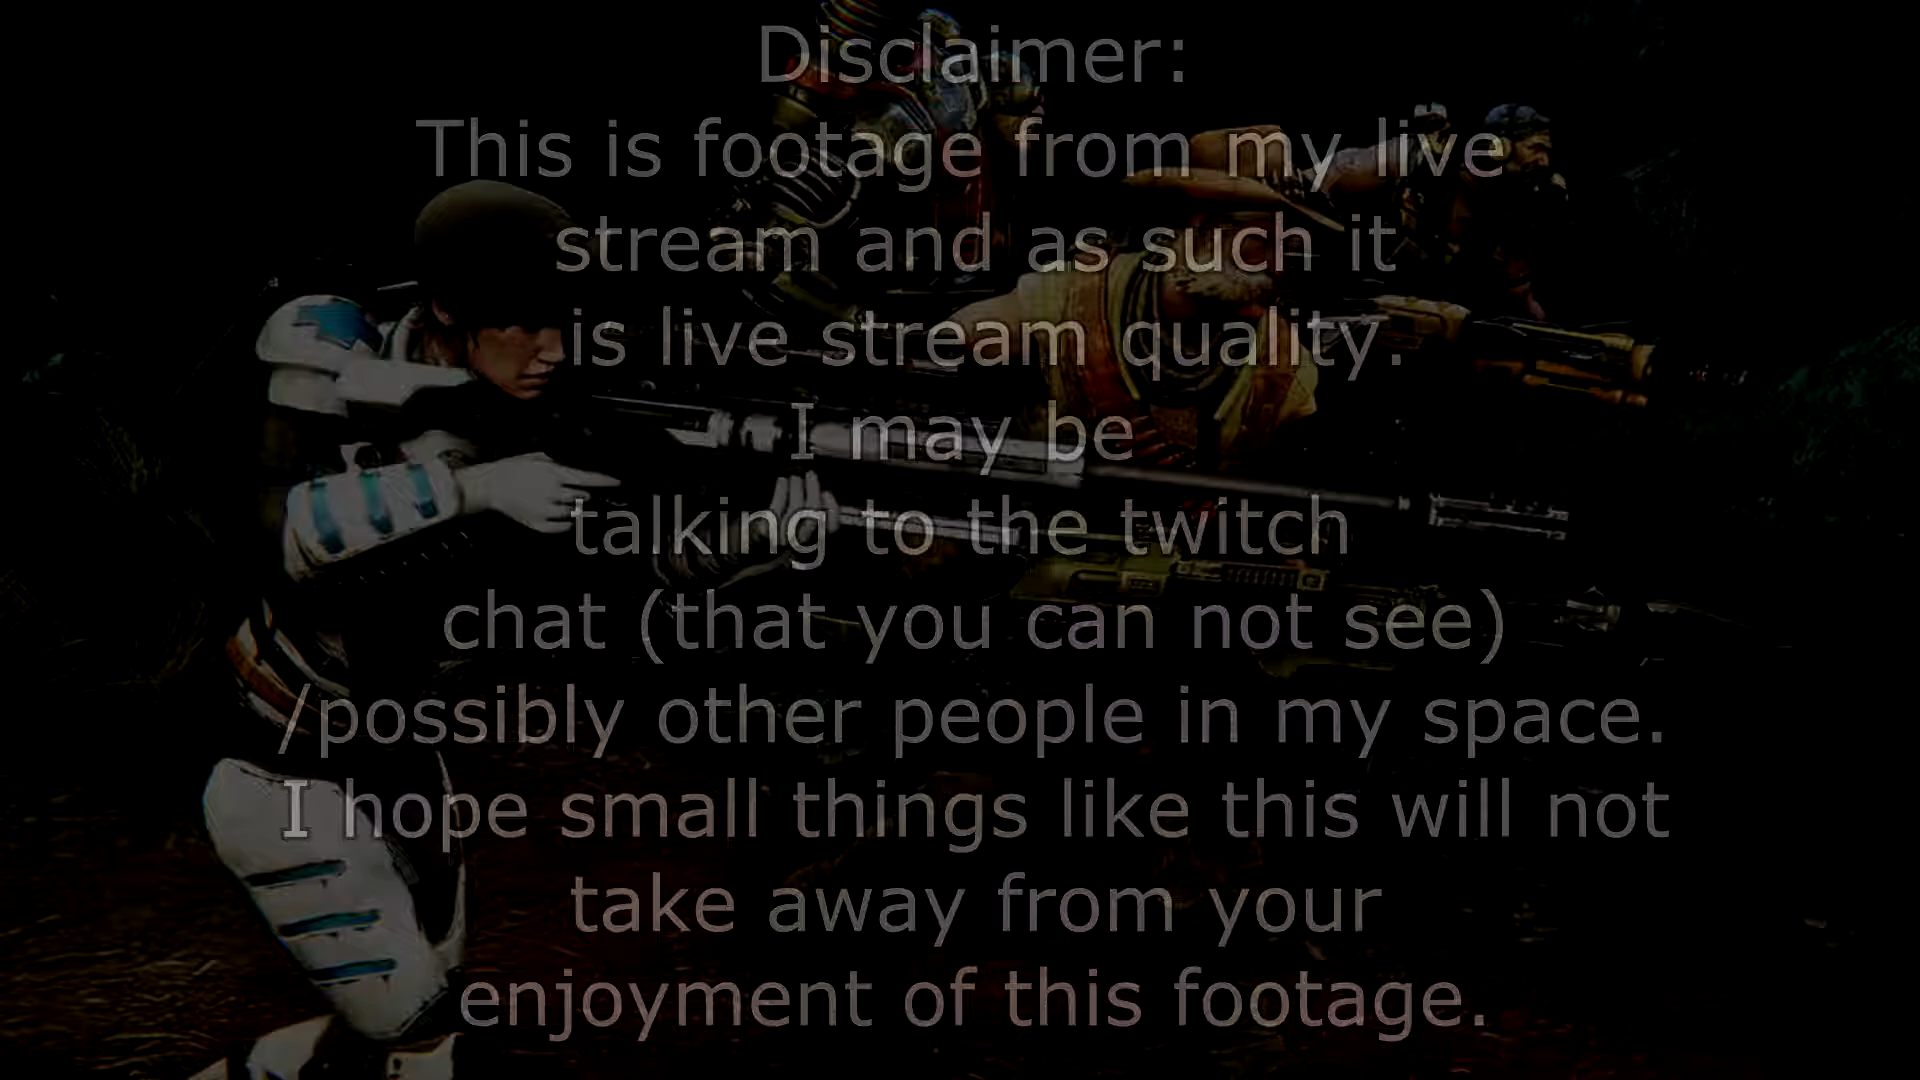 Disclaimer:
This is footage from my live
stream and as such it
is live stream quality.
I may be
talking to the twitch
chat (that you can not see)
/possibly other people in my space.
I hope small things like this will not
take away from your
enjoyment of this footage.